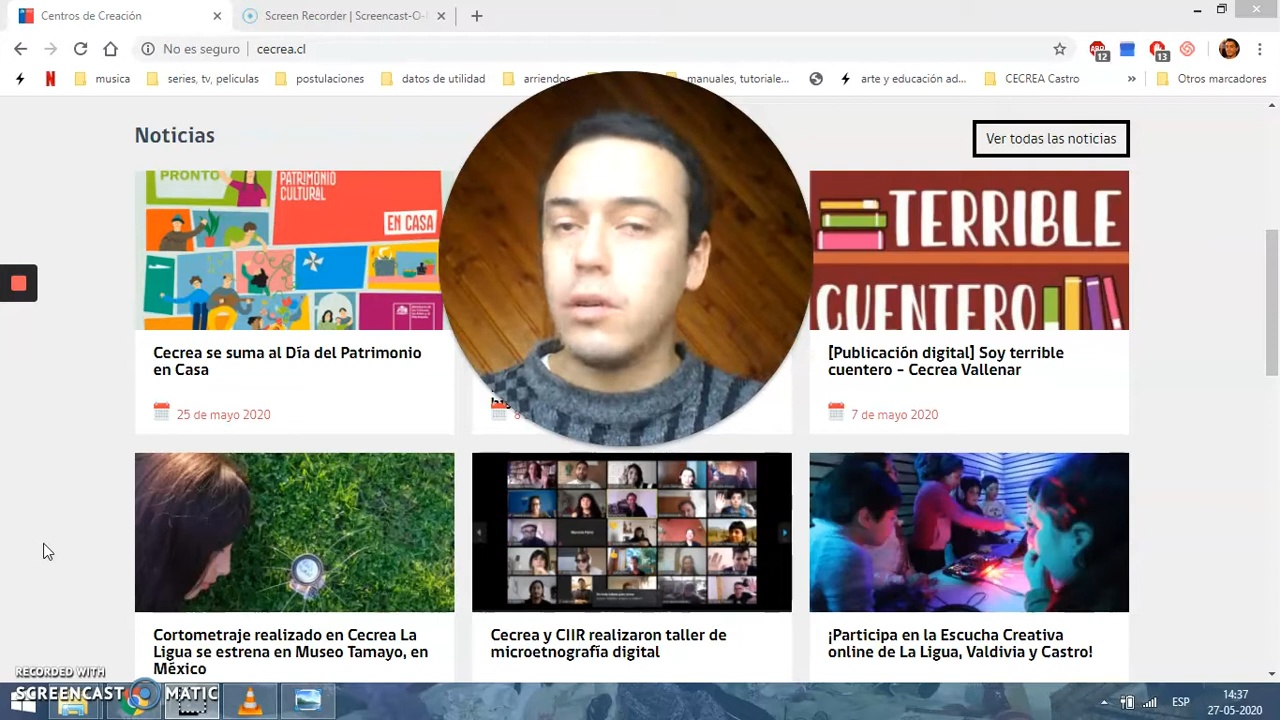 Centros de Creación
Screen Recorder | Screencast-O-
No es seguro
cecrea.cl
12
13
musica
series, tv, peliculas
postulaciones
datos de utilidad
arriendos
manuales, tutoriale...
arte y educación ad...
CECREA Castro
»
Otros marcadores
Noticias
Ver todas las noticias
PRONTO
PATRIMONIO
CULTURAL
EN CASA
TERRIBLE
CUENTERO
Cecrea se suma al Día del Patrimonio
en Casa
25 de mayo 2020
[Publicación digital] Soy terrible
cuentero – Cecrea Vallenar
7 de mayo 2020
Cortometraje realizado en Cecrea La
Ligua se estrena en Museo Tamayo, en
México
Cecrea y CIIR realizaron taller de
microetnografía digital
¡Participa en la Escucha Creativa
online de La Ligua, Valdivia y Castro!
RECORDED WITH
SCREENCAST MATIC
ESP
14:37
27-05-2020